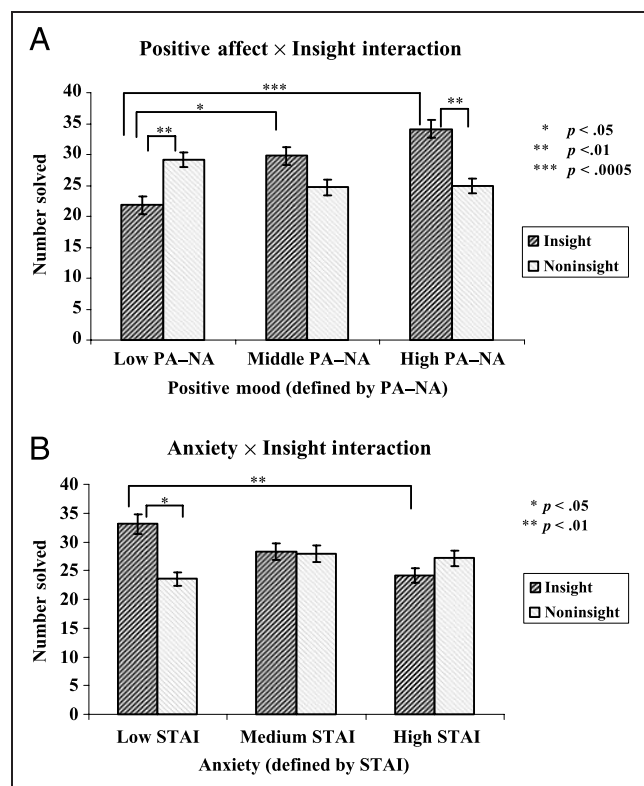 A
Positive affect × Insight interaction
Number solved
40
35
30
25
20
15
10
5
0
***
*
**
**
* p < .05
** p <.01
*** p < .0005
Insight
Noninsight
Low PA–NA Middle PA–NA High PA–NA
Positive mood (defined by PA–NA)
B
Anxiety × Insight interaction
Number solved
40
35
30
25
20
15
10
5
0
**
*
* p < .05
** p < .01
Insight
Noninsight
Low STAI Medium STAI High STAI
Anxiety (defined by STAI)